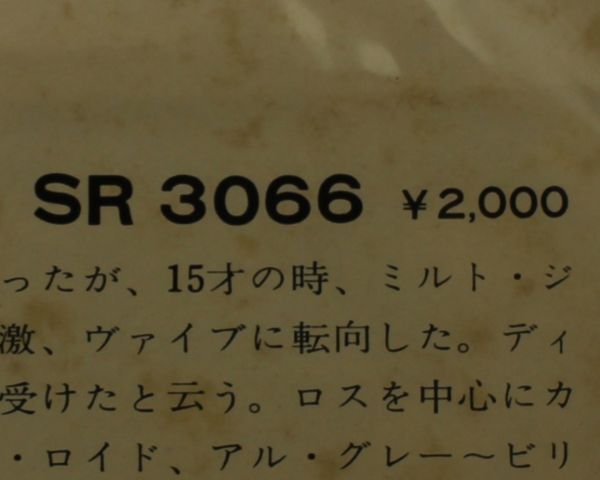 SR 3066 ¥2,000
ったが、15才の時、ミルト・ジ
激、ヴァイブに転向した。ディ
受けたと云う。ロスを中心にカ
・ロイド、アル・グレー～ビリ